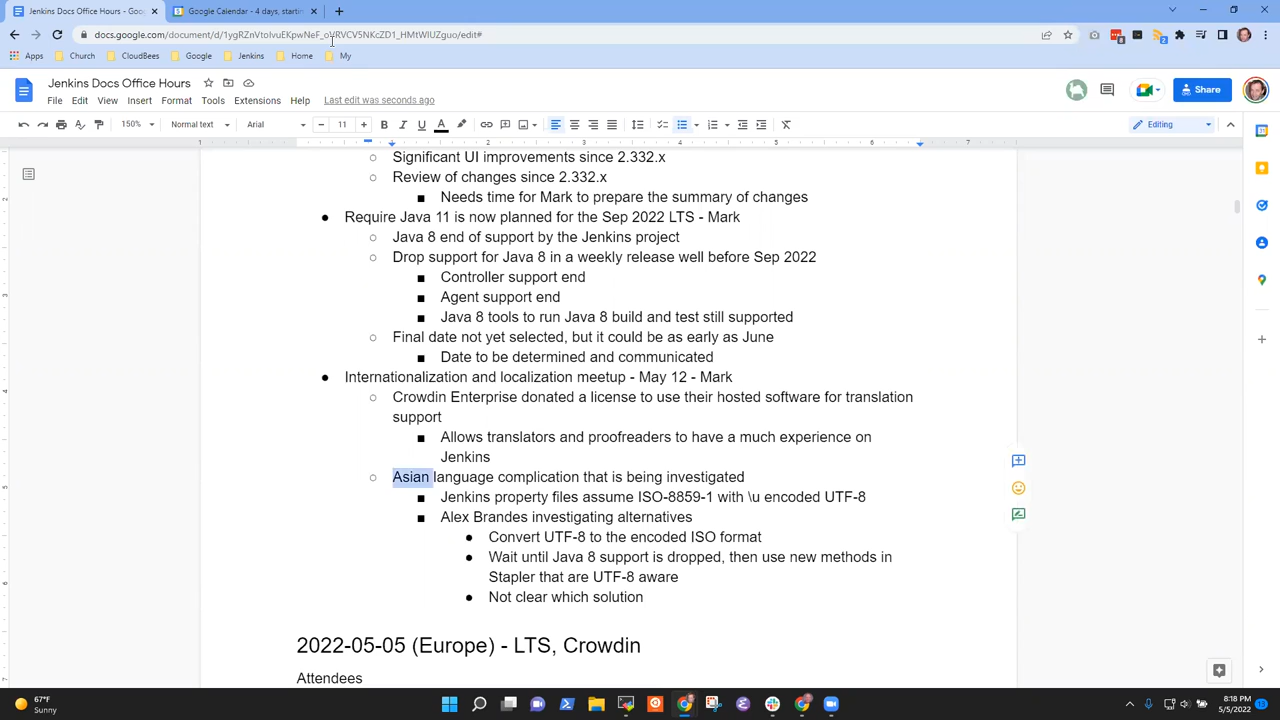 Jenkins Docs Office Hours - Goo
Google Calendar - 4 days, startin
docs.google.com/document/d/1ygRZnVtoIvuEKpwNeF_oVRVCV5NKcZD1_HMtWIUZguo/edit#
Apps
Church
CloudBees
Google
Jenkins
Home
My
Jenkins Docs Office Hours
File Edit View Insert Format Tools Extensions Help Last edit was seconds ago
Share
150% Normal text Arial 11 Editing
Significant UI improvements since 2.332.x
Review of changes since 2.332.x
Needs time for Mark to prepare the summary of changes
Require Java 11 is now planned for the Sep 2022 LTS - Mark
Java 8 end of support by the Jenkins project
Drop support for Java 8 in a weekly release well before Sep 2022
Controller support end
Agent support end
Java 8 tools to run Java 8 build and test still supported
Final date not yet selected, but it could be as early as June
Date to be determined and communicated
Internationalization and localization meetup - May 12 - Mark
Crowdin Enterprise donated a license to use their hosted software for translation
support
Allows translators and proofreaders to have a much experience on
Jenkins
Asian language complication that is being investigated
Jenkins property files assume ISO-8859-1 with \u encoded UTF-8
Alex Brandes investigating alternatives
Convert UTF-8 to the encoded ISO format
Wait until Java 8 support is dropped, then use new methods in
Stapler that are UTF-8 aware
Not clear which solution
2022-05-05 (Europe) - LTS, Crowdin
Attendees
67°F
Sunny
8:18 PM
5/5/2022